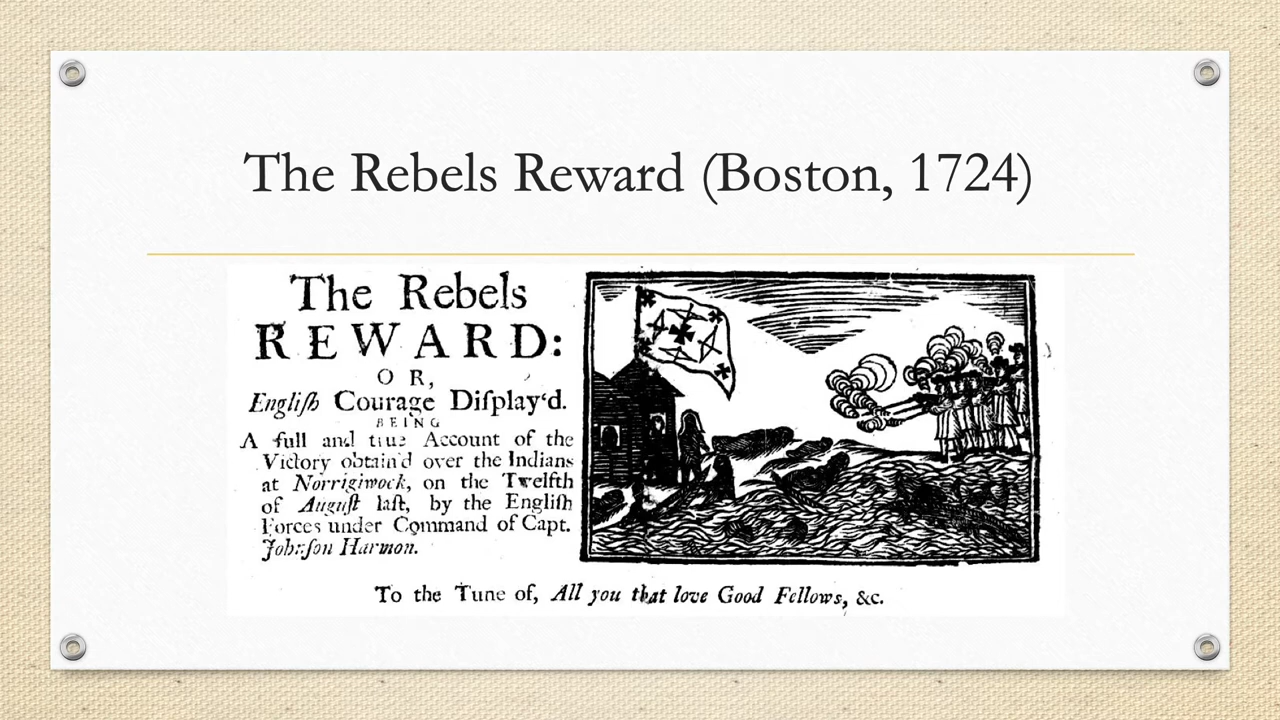 The Rebels Reward (Boston, 1724)
The Rebels
REWARD:
OR,
Engliſh Courage Diſplay‘d.
BEING
A full and true Account of the
Victory obtain'd over the Indians
at Norrigiwock, on the Twelfth
of Auguſt laſt, by the Engliſh
Forces under Command of Capt.
Johnſon Harmon.
To the Tune of, All you that love Good Fellows, &c.